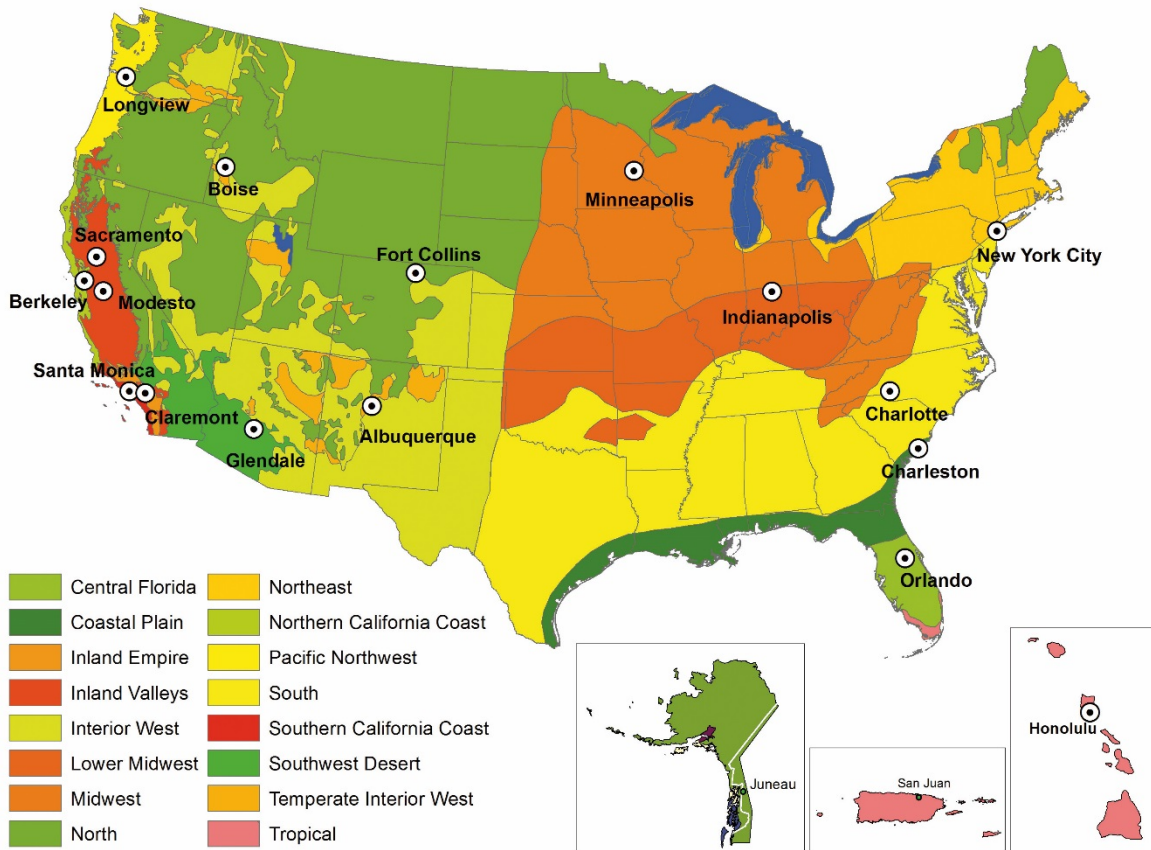 Longview
Boise
Minneapolis
New York City
Sacramento
Fort Collins
Berkeley
Modesto
Indianapolis
Santa Monica
Claremont
Charlotte
Glendale
Albuquerque
Charleston
Orlando
Central Florida
Coastal Plain
Inland Empire
Inland Valleys
Interior West
Lower Midwest
Midwest
North
Northeast
Northern California Coast
Pacific Northwest
South
Southern California Coast
Southwest Desert
Temperate Interior West
Tropical
Juneau
San Juan
Honolulu